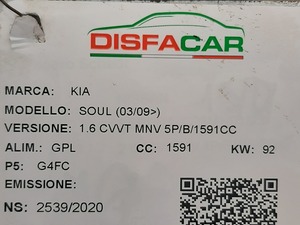 DISFACAR
MARCA: KIA
MODELLO: SOUL (03/09>)
VERSIONE: 1.6 CVVT MNV 5P/B/1591CC
ALIM.: GPL CC: 1591 KW: 92
P5: G4FC
EMISSIONE:
NS: 2539/2020